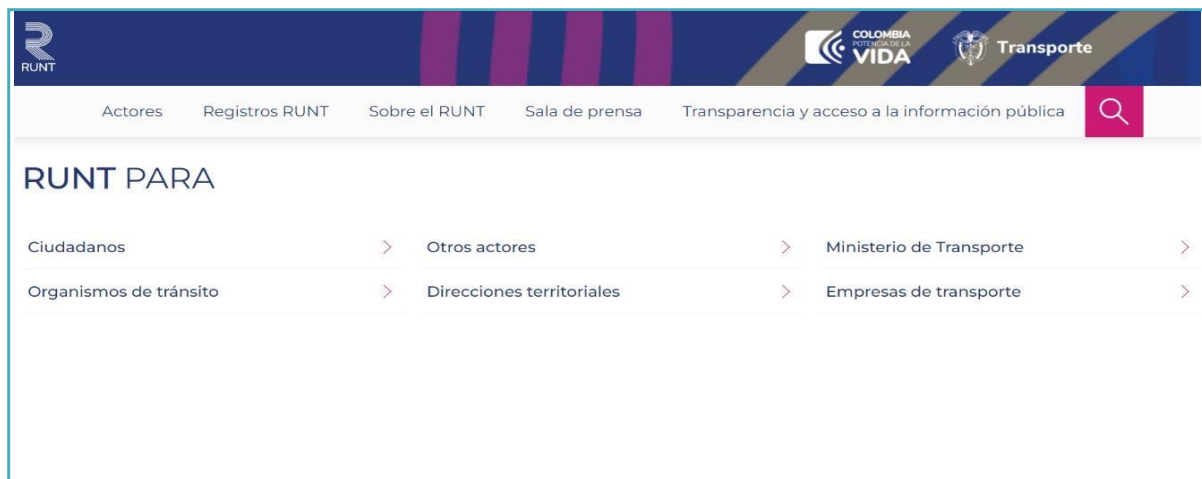 RUNT
COLOMBIA
POTENCIA DE LA
VIDA
Transporte
Actores Registros RUNT Sobre el RUNT Sala de prensa Transparencia y acceso a la información pública
RUNT PARA
Ciudadanos Otros actores Ministerio de Transporte
Organismos de tránsito Direcciones territoriales Empresas de transporte